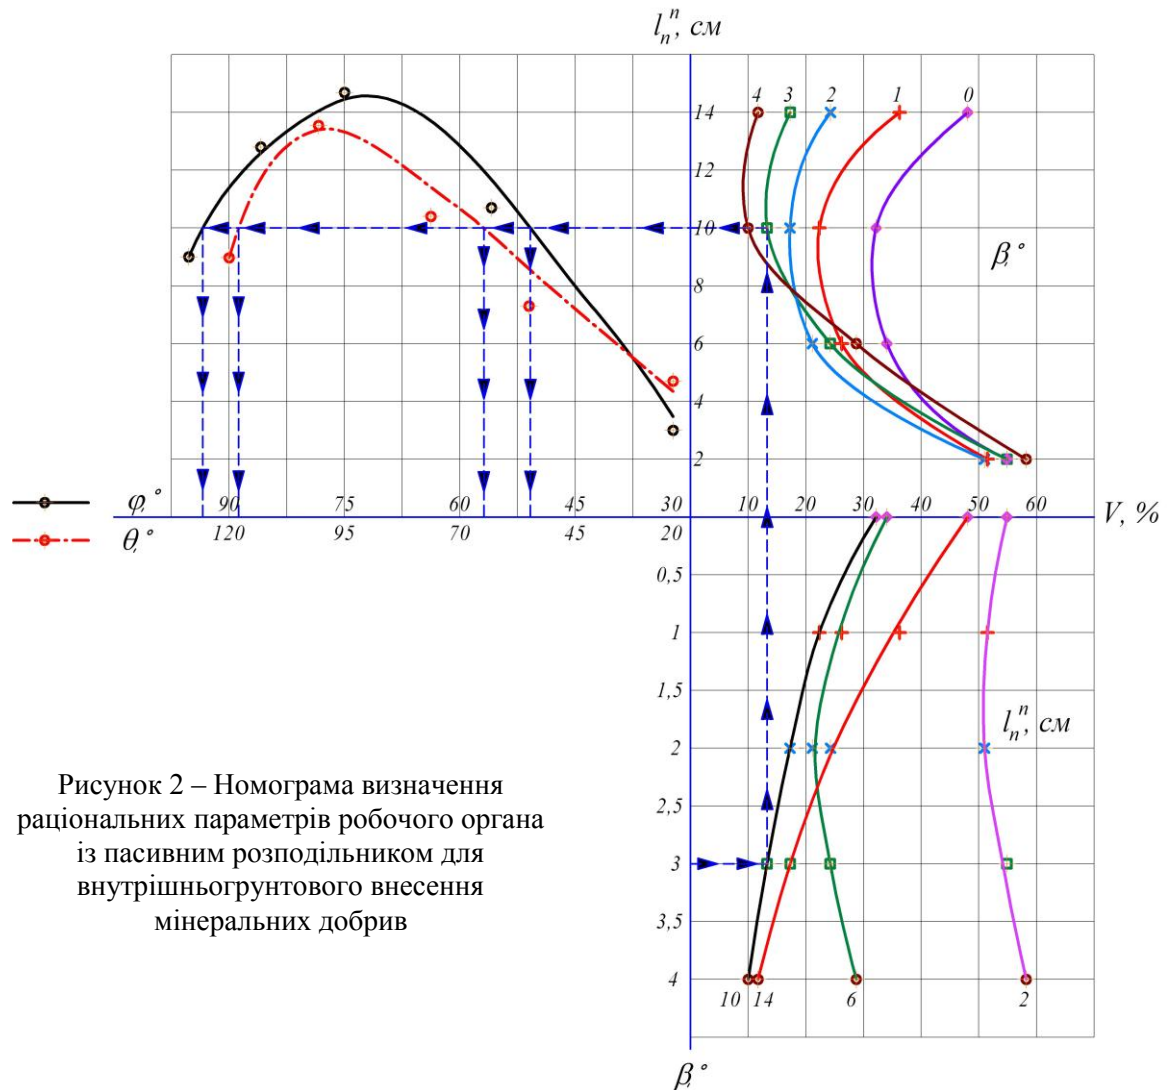 lₙⁿ, см
4 3 2 1 0
14
12
10
8
6
4
2
β,°
φ,°
θ,°
90 75 60 45 30
120 95 70 45 20
10 20 30 40 50 60
V, %
0,5
1
1,5
2
2,5
3
3,5
4
lₙⁿ, см
10 14 6 2
β,°
Рисунок 2 – Номограма визначення
раціональних параметрів робочого органа
із пасивним розподільником для
внутрішньогрунтового внесення
мінеральних добрив